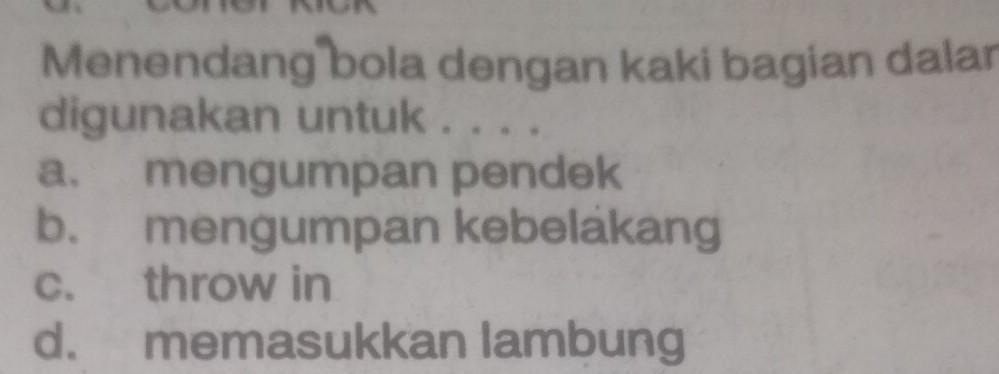 Menendang bola dengan kaki bagian dalam
digunakan untuk . . . .
a. mengumpan pendek
b. mengumpan kebelakang
c. throw in
d. memasukkan lambung